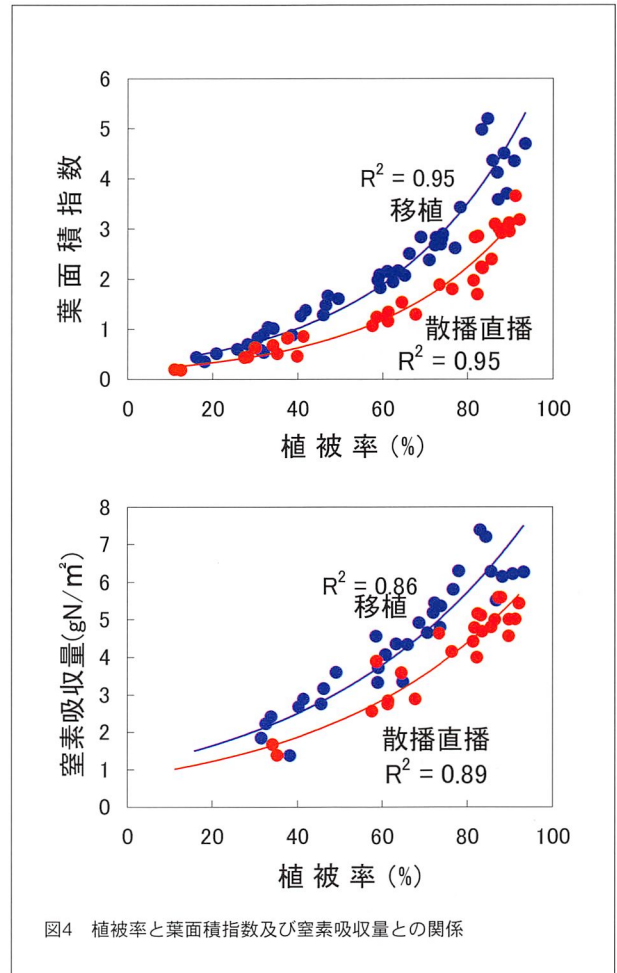 6
5
4
3
2
1
0
葉面積指数
R² = 0.95
移植
散播直播
R² = 0.95
0 20 40 60 80 100
植被率(%)
8
7
6
5
4
3
2
1
0
窒素吸収量(gN/㎡)
R² = 0.86
移植
散播直播
R² = 0.89
0 20 40 60 80 100
植被率(%)
図4 植被率と葉面積指数及び窒素吸収量との関係